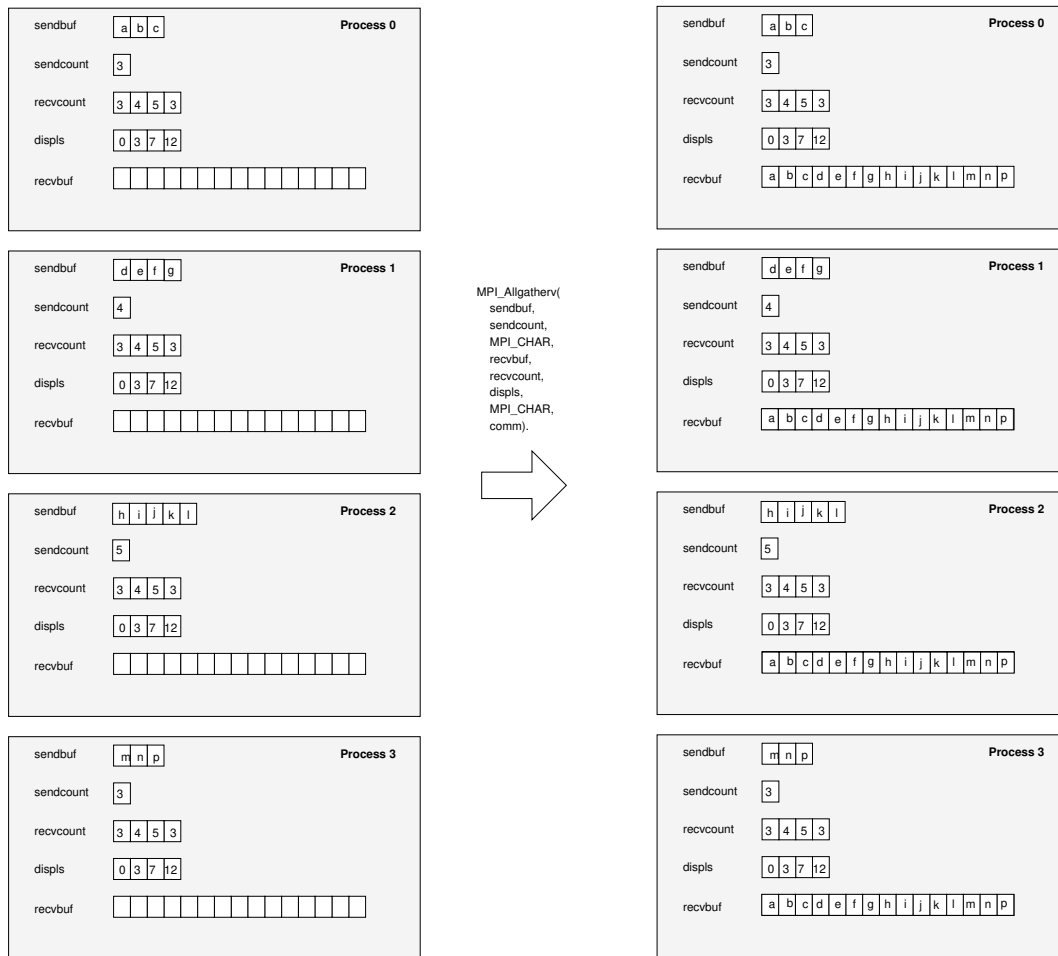 sendbuf a b c Process 0
sendcount 3
recvcount 3 4 5 3
displs 0 3 7 12
recvbuf
sendbuf d e f g Process 1
sendcount 4
recvcount 3 4 5 3
displs 0 3 7 12
recvbuf
sendbuf h i j k l Process 2
sendcount 5
recvcount 3 4 5 3
displs 0 3 7 12
recvbuf
sendbuf m n p Process 3
sendcount 3
recvcount 3 4 5 3
displs 0 3 7 12
recvbuf
MPI_Allgatherv(
sendbuf,
sendcount,
MPI_CHAR,
recvbuf,
recvcount,
displs,
MPI_CHAR,
comm).
sendbuf a b c Process 0
sendcount 3
recvcount 3 4 5 3
displs 0 3 7 12
recvbuf a b c d e f g h i j k l m n p
sendbuf d e f g Process 1
sendcount 4
recvcount 3 4 5 3
displs 0 3 7 12
recvbuf a b c d e f g h i j k l m n p
sendbuf h i j k l Process 2
sendcount 5
recvcount 3 4 5 3
displs 0 3 7 12
recvbuf a b c d e f g h i j k l m n p
sendbuf m n p Process 3
sendcount 3
recvcount 3 4 5 3
displs 0 3 7 12
recvbuf a b c d e f g h i j k l m n p